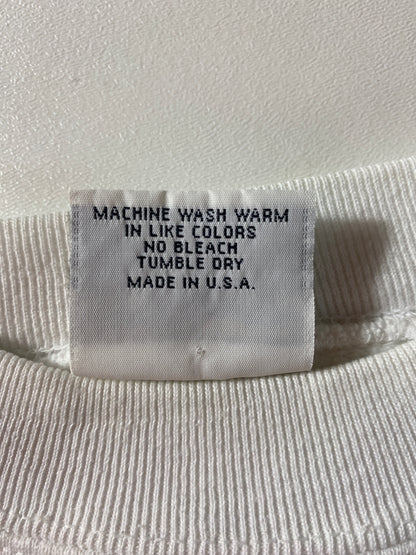 MACHINE WASH WARM
IN LIKE COLORS
NO BLEACH
TUMBLE DRY
MADE IN U.S.A.